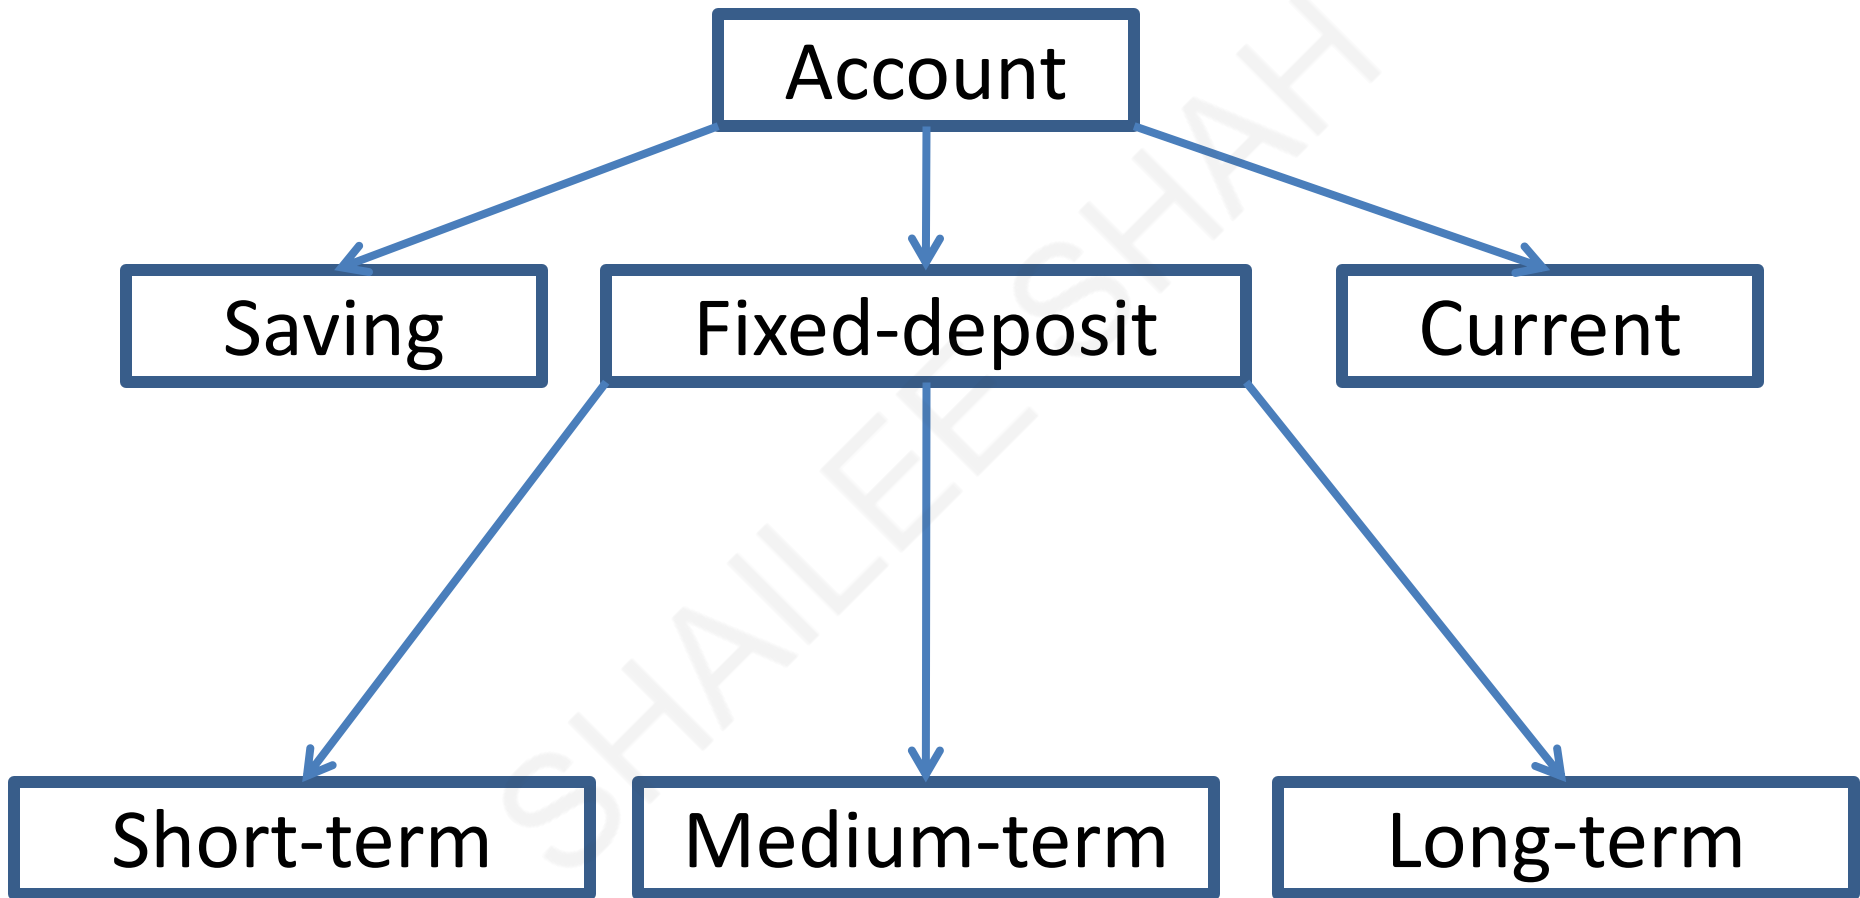 Account
Saving
Fixed-deposit
Current
Short-term
Medium-term
Long-term
SHAILEE SHAH